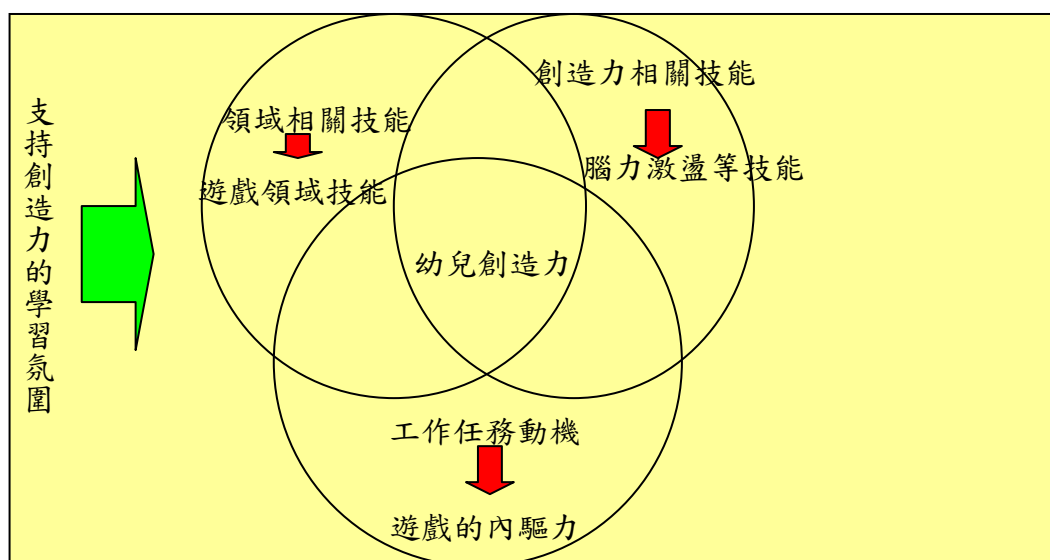 支持創造力的學習氛圍
創造力相關技能
領域相關技能
腦力激盪等技能
遊戲領域技能
幼兒創造力
工作任務動機
遊戲的內驅力